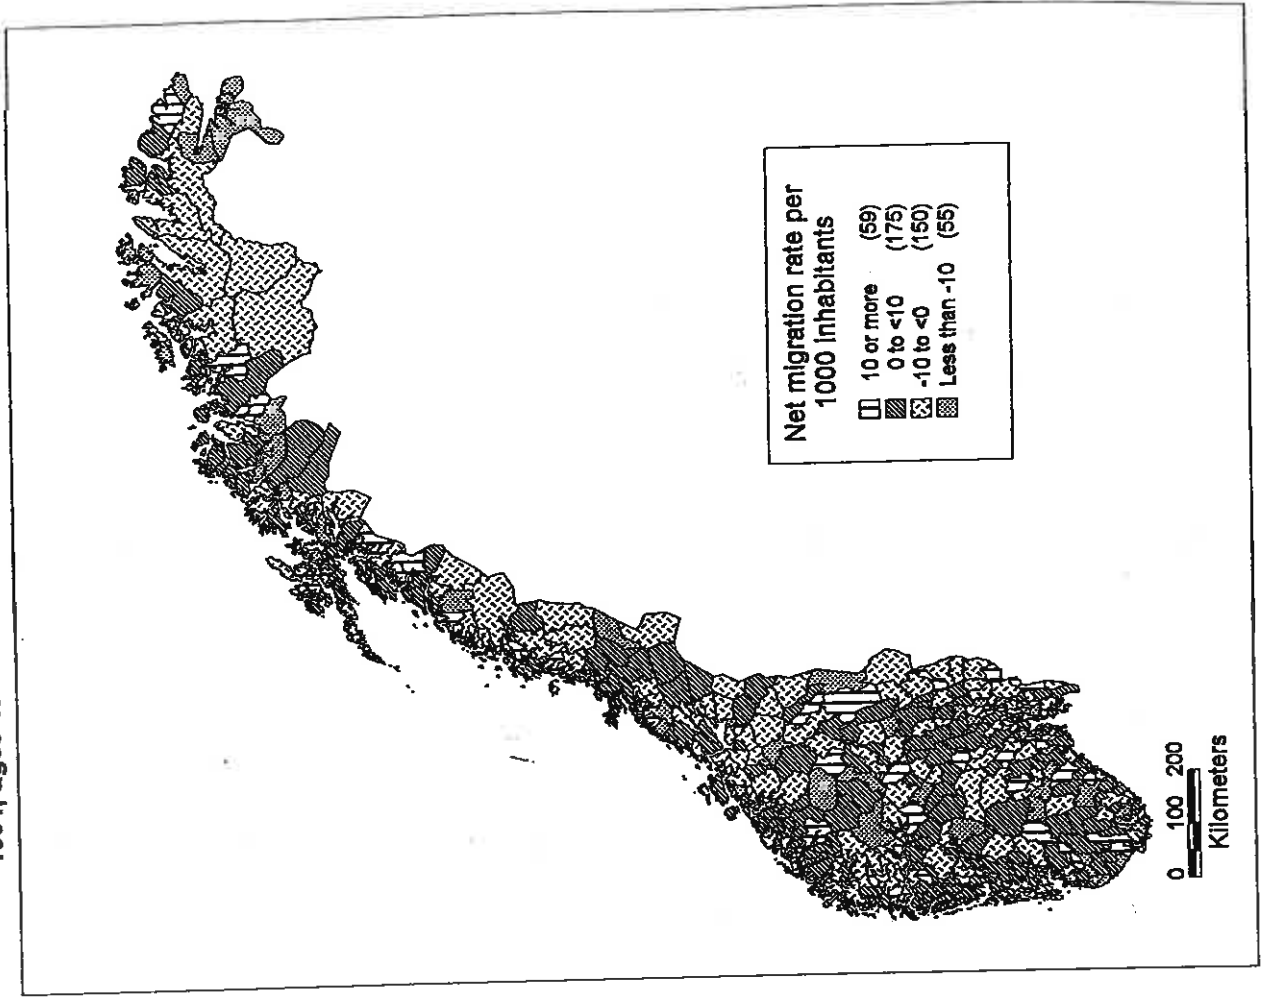 Net migration rate per
1000 inhabitants
10 or more (59)
0 to <10 (175)
-10 to <0 (150)
Less than -10 (55)
0 100 200
Kilometers